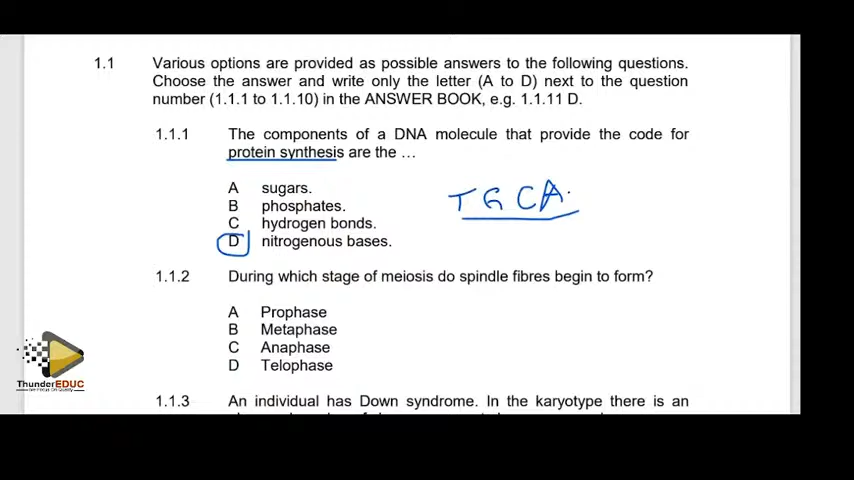 1.1 Various options are provided as possible answers to the following questions.
Choose the answer and write only the letter (A to D) next to the question
number (1.1.1 to 1.1.10) in the ANSWER BOOK, e.g. 1.1.11 D.
1.1.1 The components of a DNA molecule that provide the code for
protein synthesis are the …
A sugars.
B phosphates.
C hydrogen bonds.
D nitrogenous bases.
T G C A.
1.1.2 During which stage of meiosis do spindle fibres begin to form?
A Prophase
B Metaphase
C Anaphase
D Telophase
ThunderEDUC
We Focus On Quality
1.1.3 An individual has Down syndrome. In the karyotype there is an